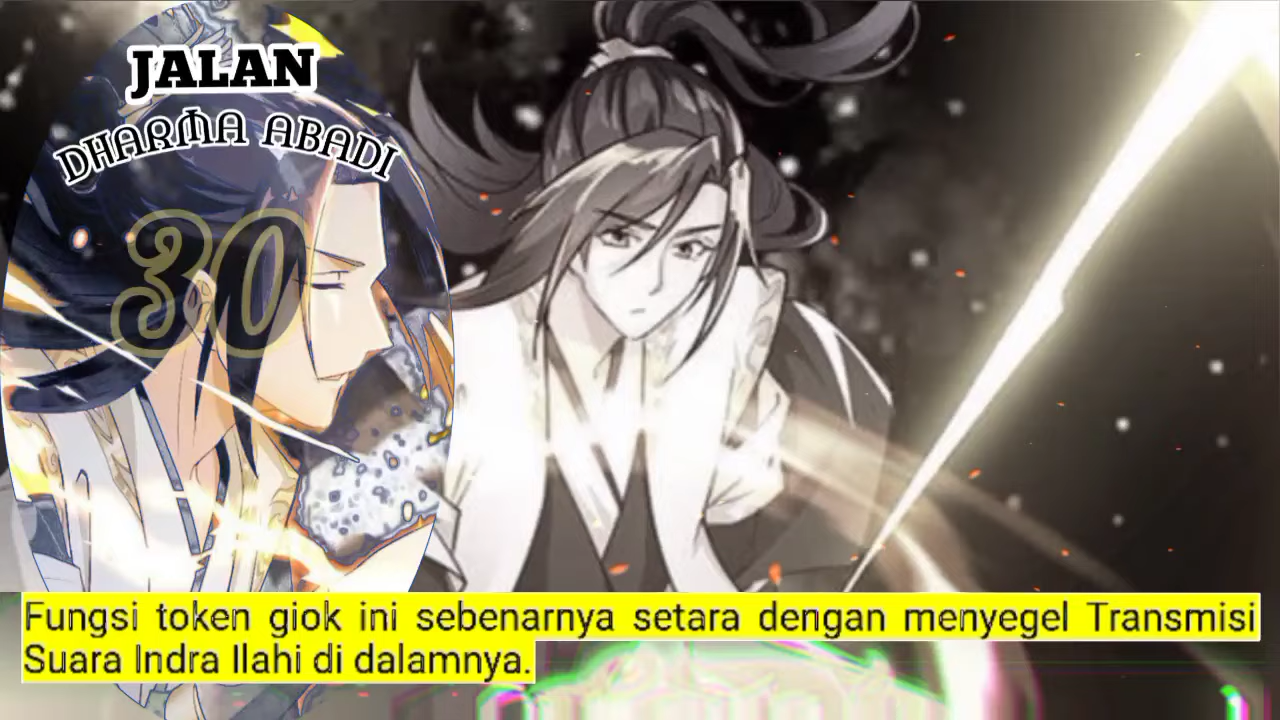 JALAN
DHARMA ABADI
30
Fungsi token giok ini sebenarnya setara dengan menyegel Transmisi
Suara Indra Ilahi di dalamnya.